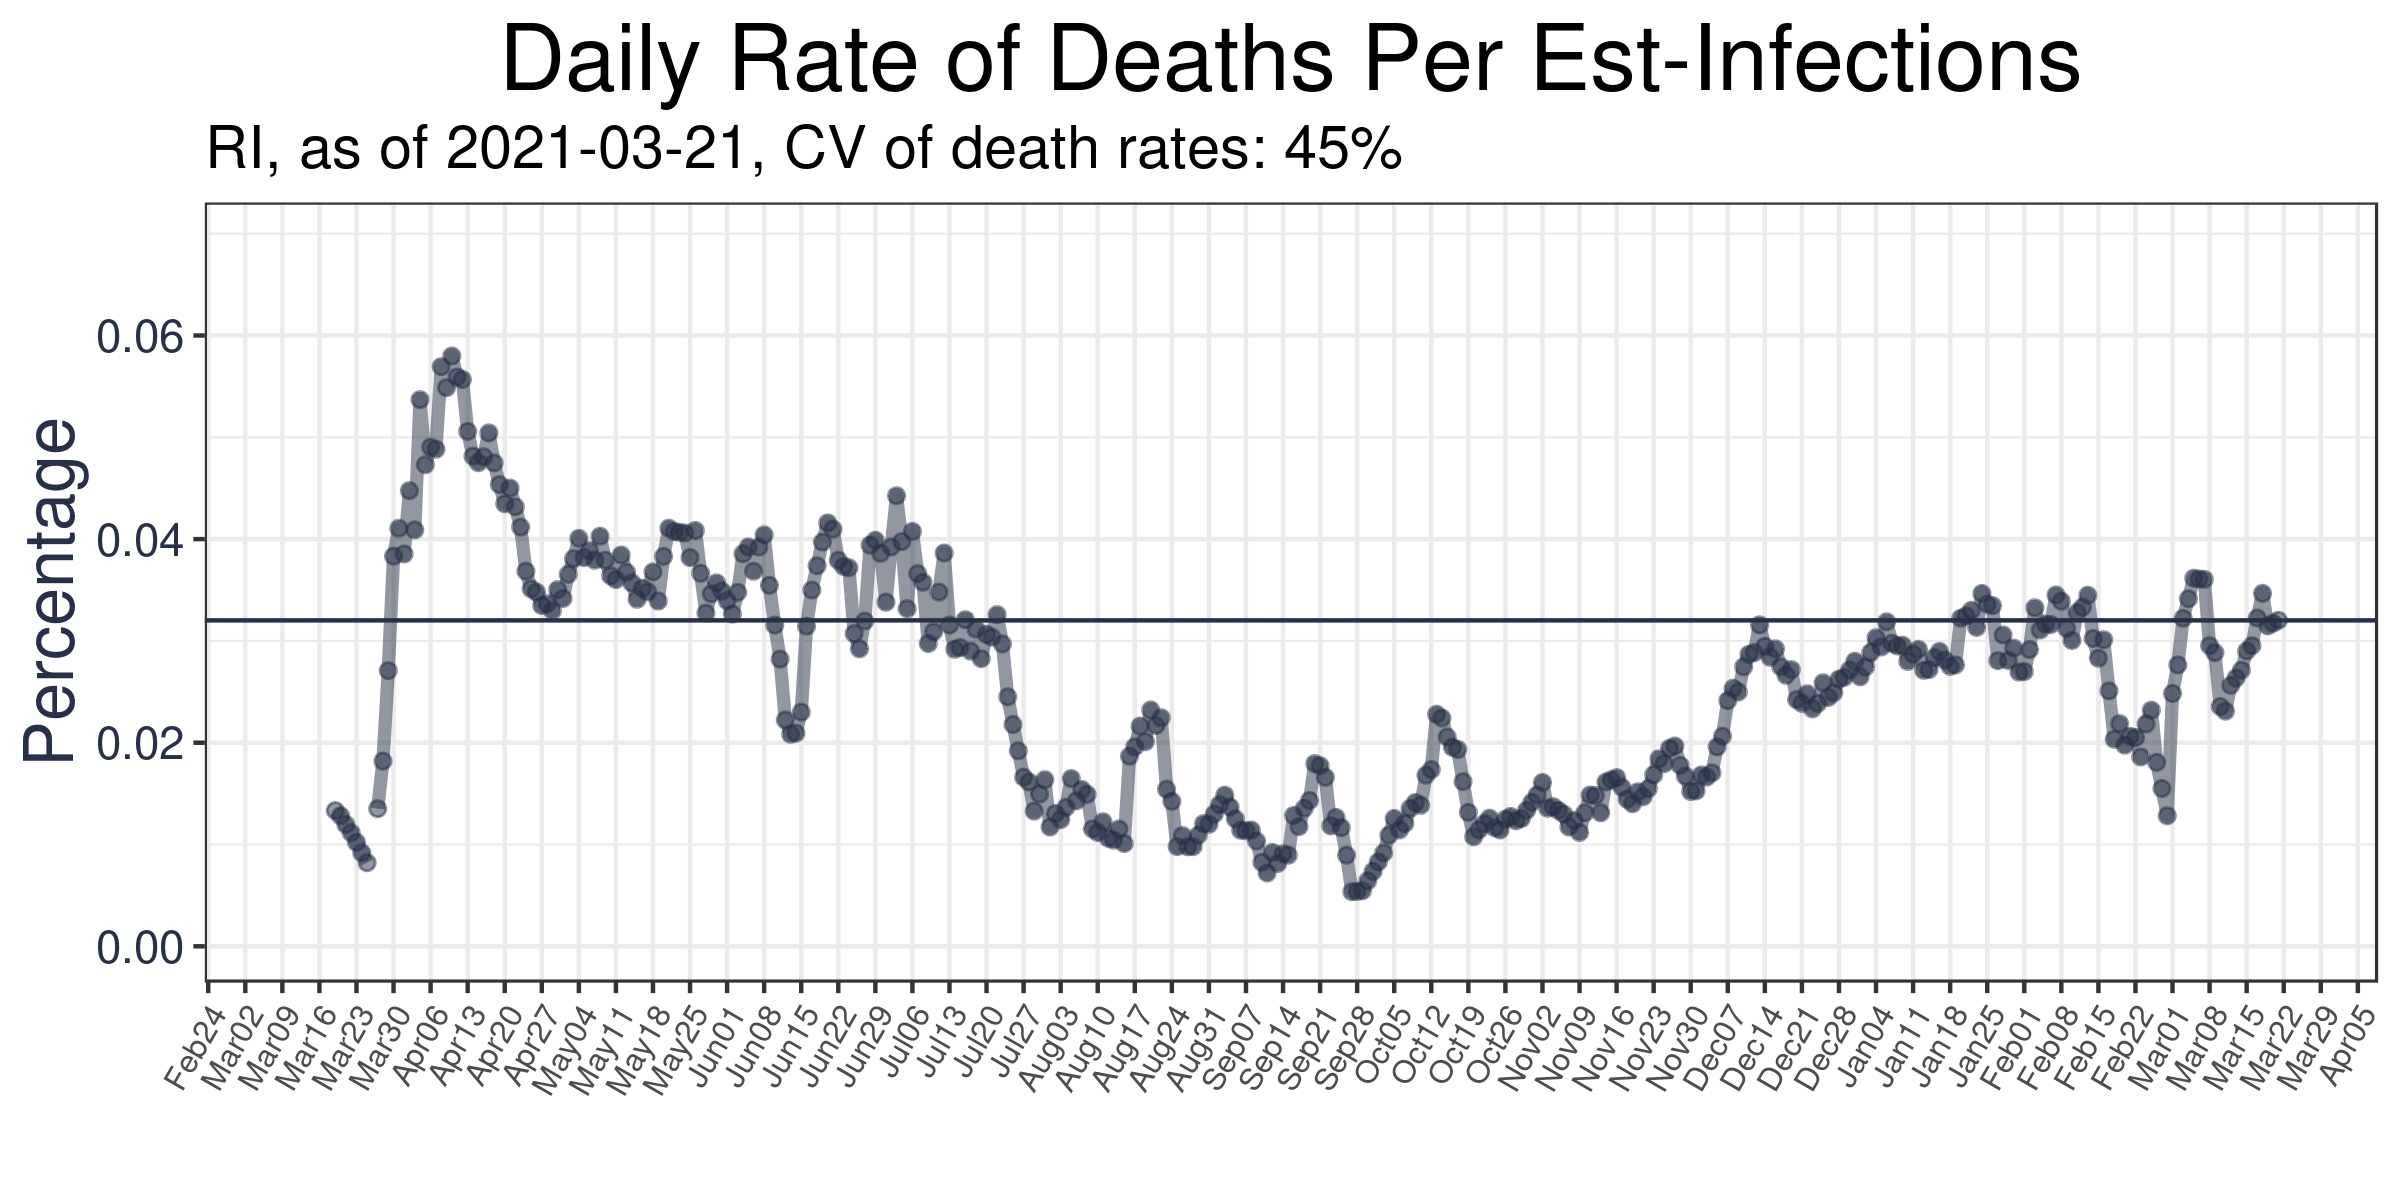 Daily Rate of Deaths Per Est-Infections
RI, as of 2021-03-21, CV of death rates: 45%
Percentage
0.06
0.04
0.02
0.00
Feb24
Mar02
Mar09
Mar16
Mar23
Mar30
Apr06
Apr13
Apr20
Apr27
May04
May11
May18
May25
Jun01
Jun08
Jun15
Jun22
Jun29
Jul06
Jul13
Jul20
Jul27
Aug03
Aug10
Aug17
Aug24
Aug31
Sep07
Sep14
Sep21
Sep28
Oct05
Oct12
Oct19
Oct26
Nov02
Nov09
Nov16
Nov23
Nov30
Dec07
Dec14
Dec21
Dec28
Jan04
Jan11
Jan18
Jan25
Feb01
Feb08
Feb15
Feb22
Mar01
Mar08
Mar15
Mar22
Mar29
Apr05